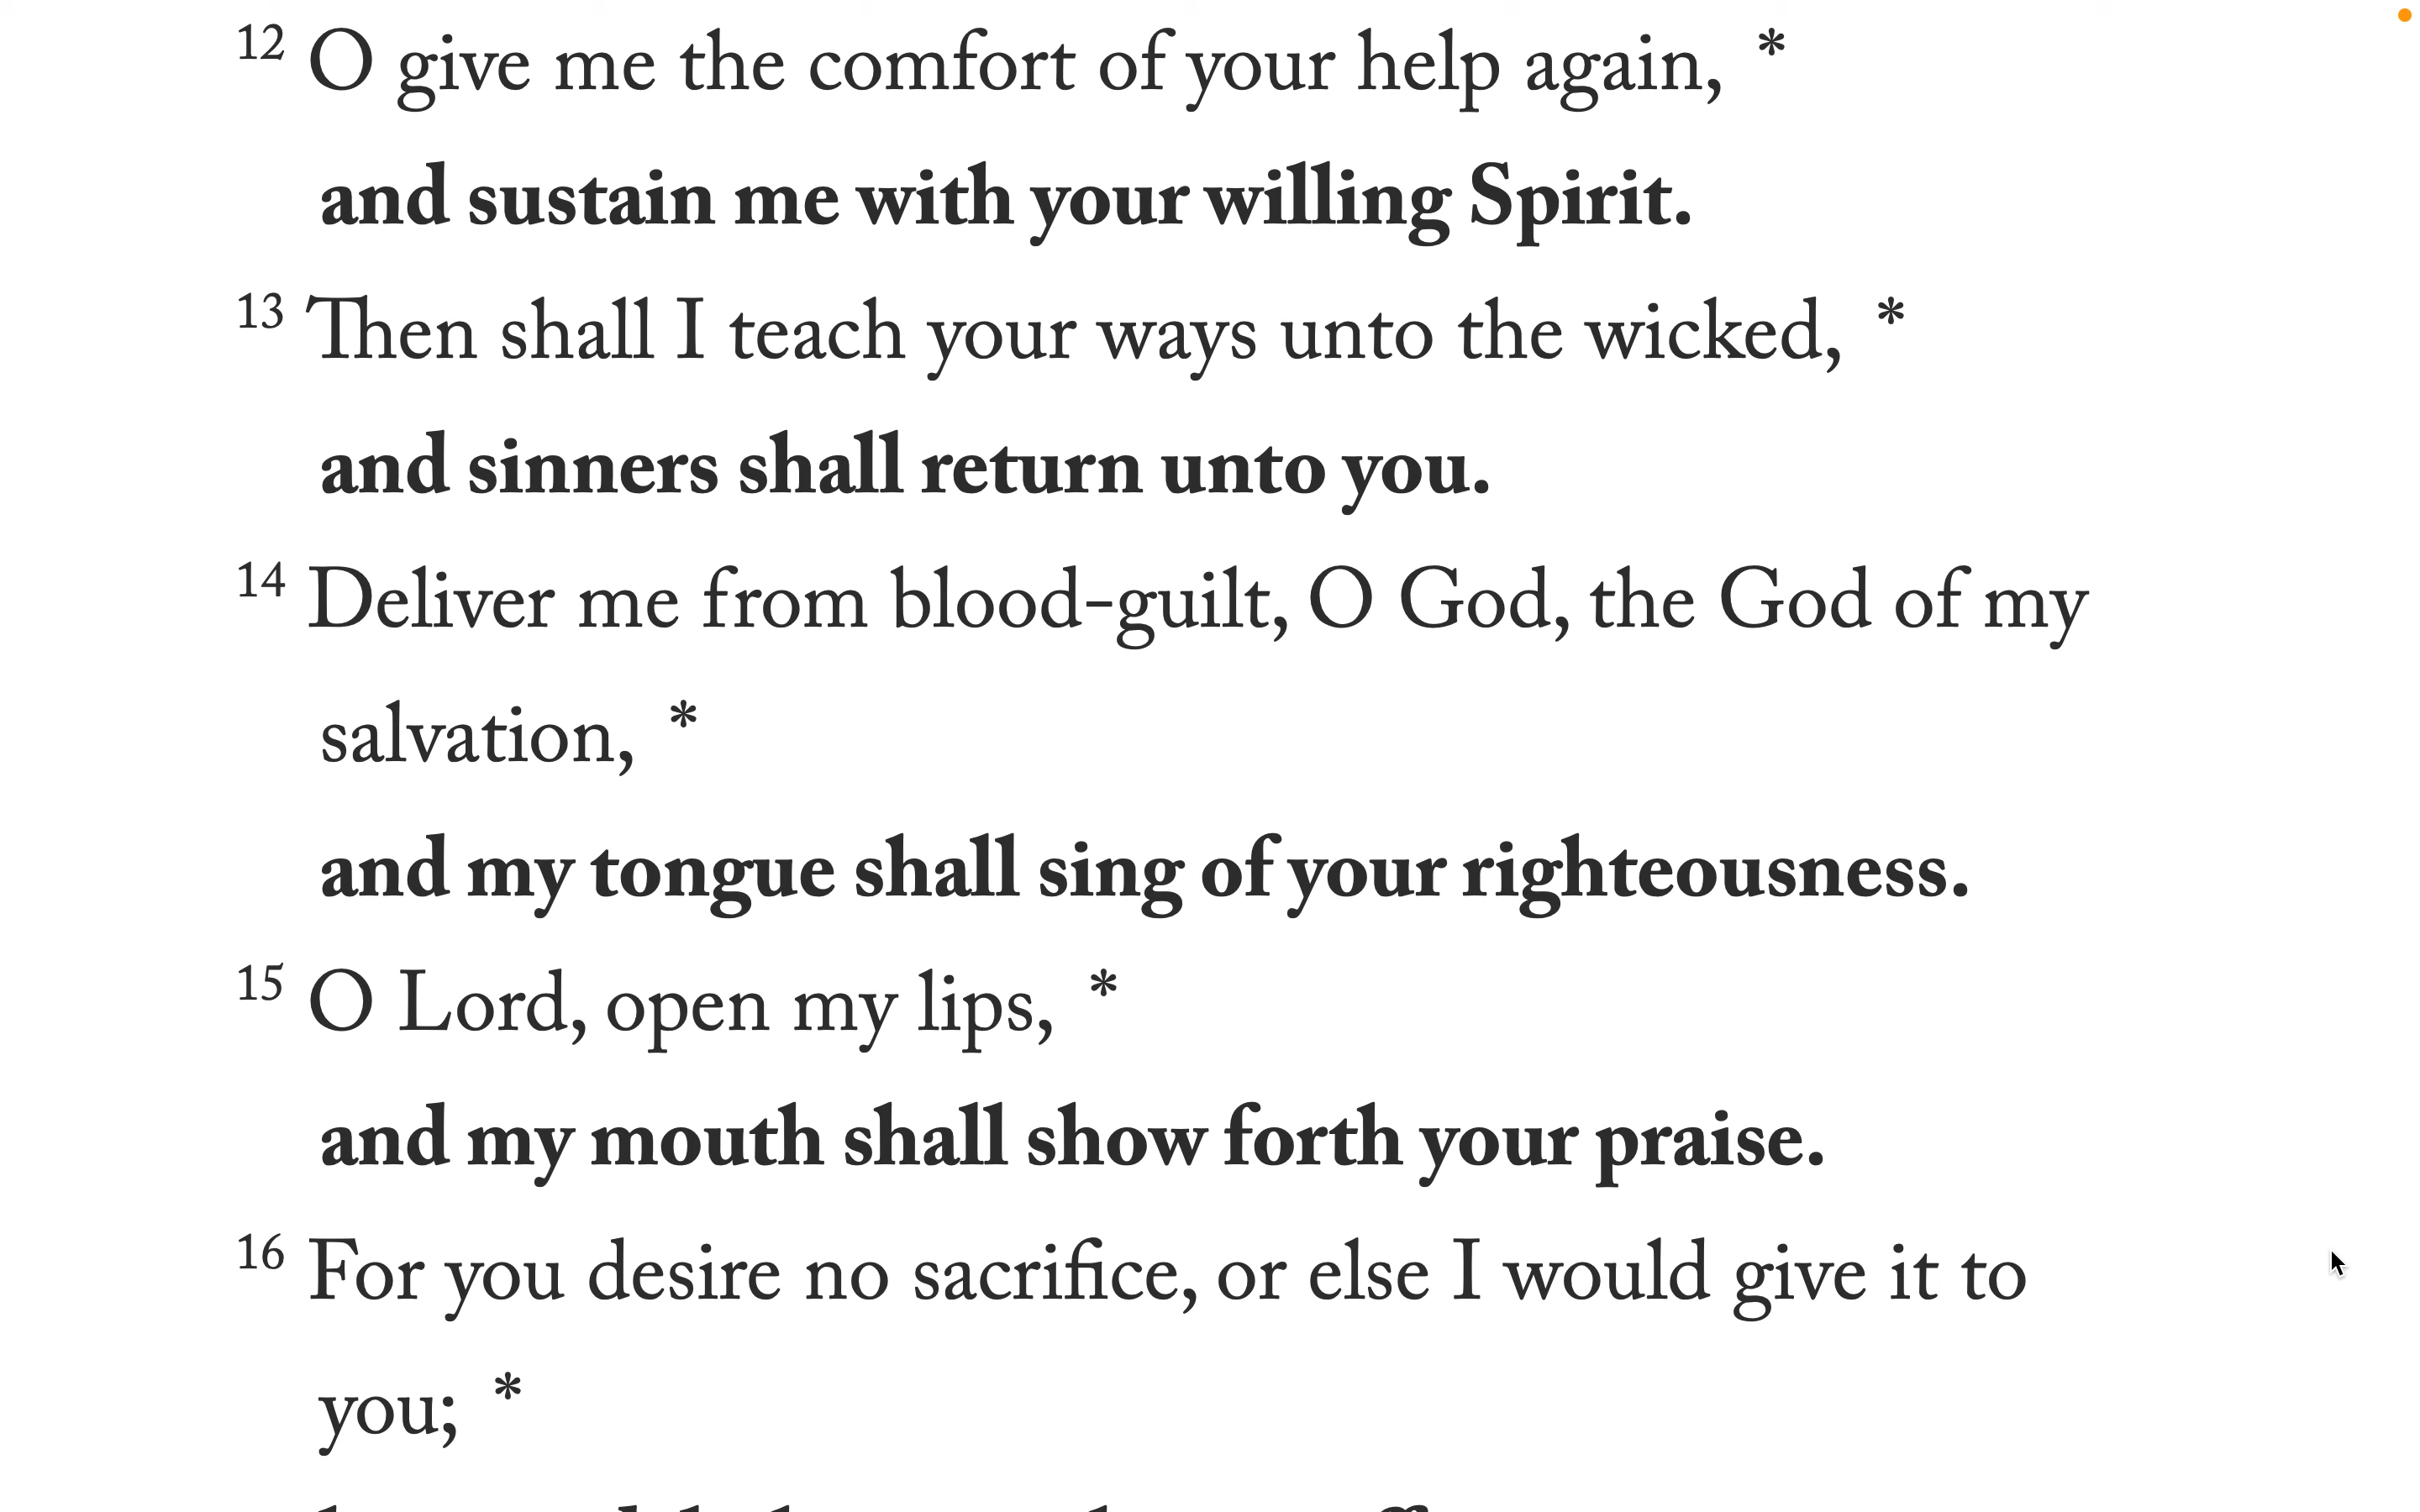 12 O give me the comfort of your help again, *
and sustain me with your willing Spirit.
13 Then shall I teach your ways unto the wicked, *
and sinners shall return unto you.
14 Deliver me from blood-guilt, O God, the God of my
salvation, *
and my tongue shall sing of your righteousness.
15 O Lord, open my lips, *
and my mouth shall show forth your praise.
16 For you desire no sacrifice, or else I would give it to
you; *